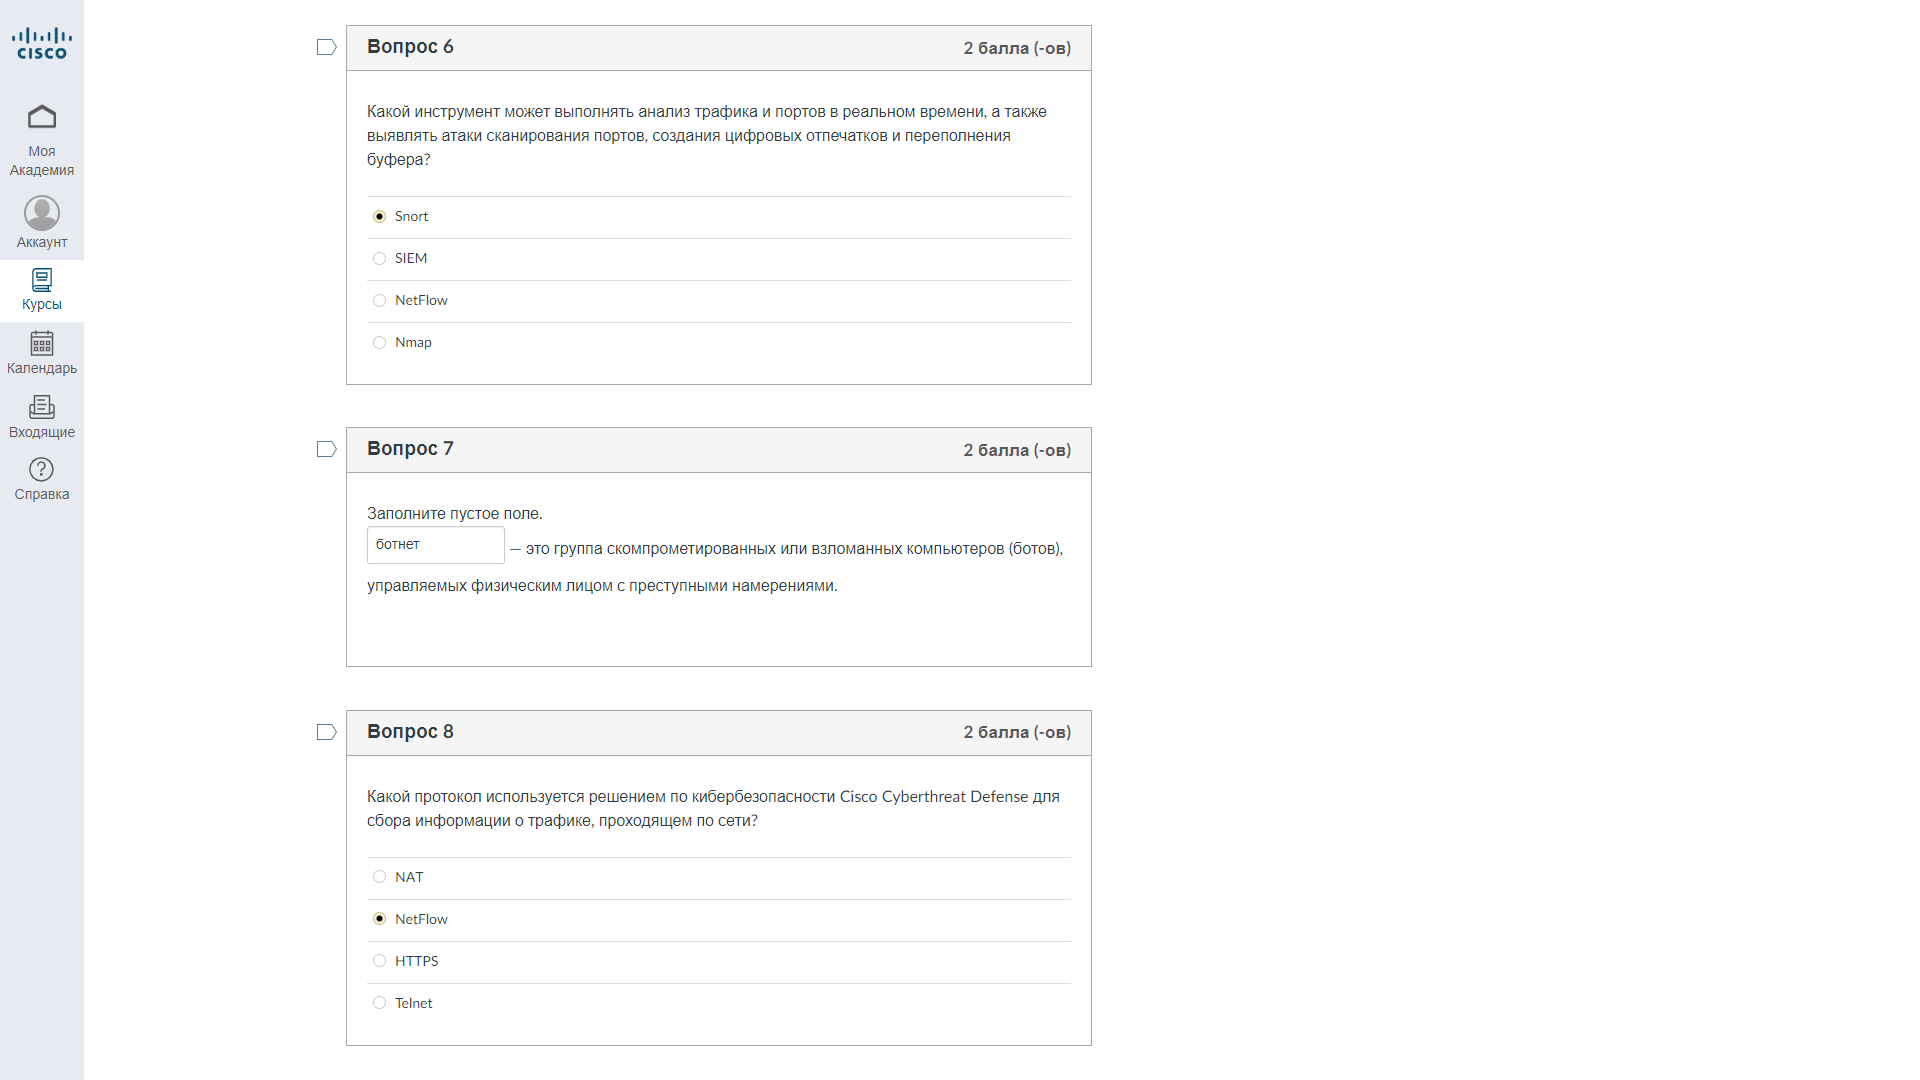 CISCO
Моя
Академия
Аккаунт
Курсы
Календарь
Входящие
Справка
Вопрос 6
2 балла (-ов)
Какой инструмент может выполнять анализ трафика и портов в реальном времени, а также
выявлять атаки сканирования портов, создания цифровых отпечатков и переполнения
буфера?
Snort
SIEM
NetFlow
Nmap
Вопрос 7
2 балла (-ов)
Заполните пустое поле.
ботнет — это группа скомпрометированных или взломанных компьютеров (ботов),
управляемых физическим лицом с преступными намерениями.
Вопрос 8
2 балла (-ов)
Какой протокол используется решением по кибербезопасности Cisco Cyberthreat Defense для
сбора информации о трафике, проходящем по сети?
NAT
NetFlow
HTTPS
Telnet